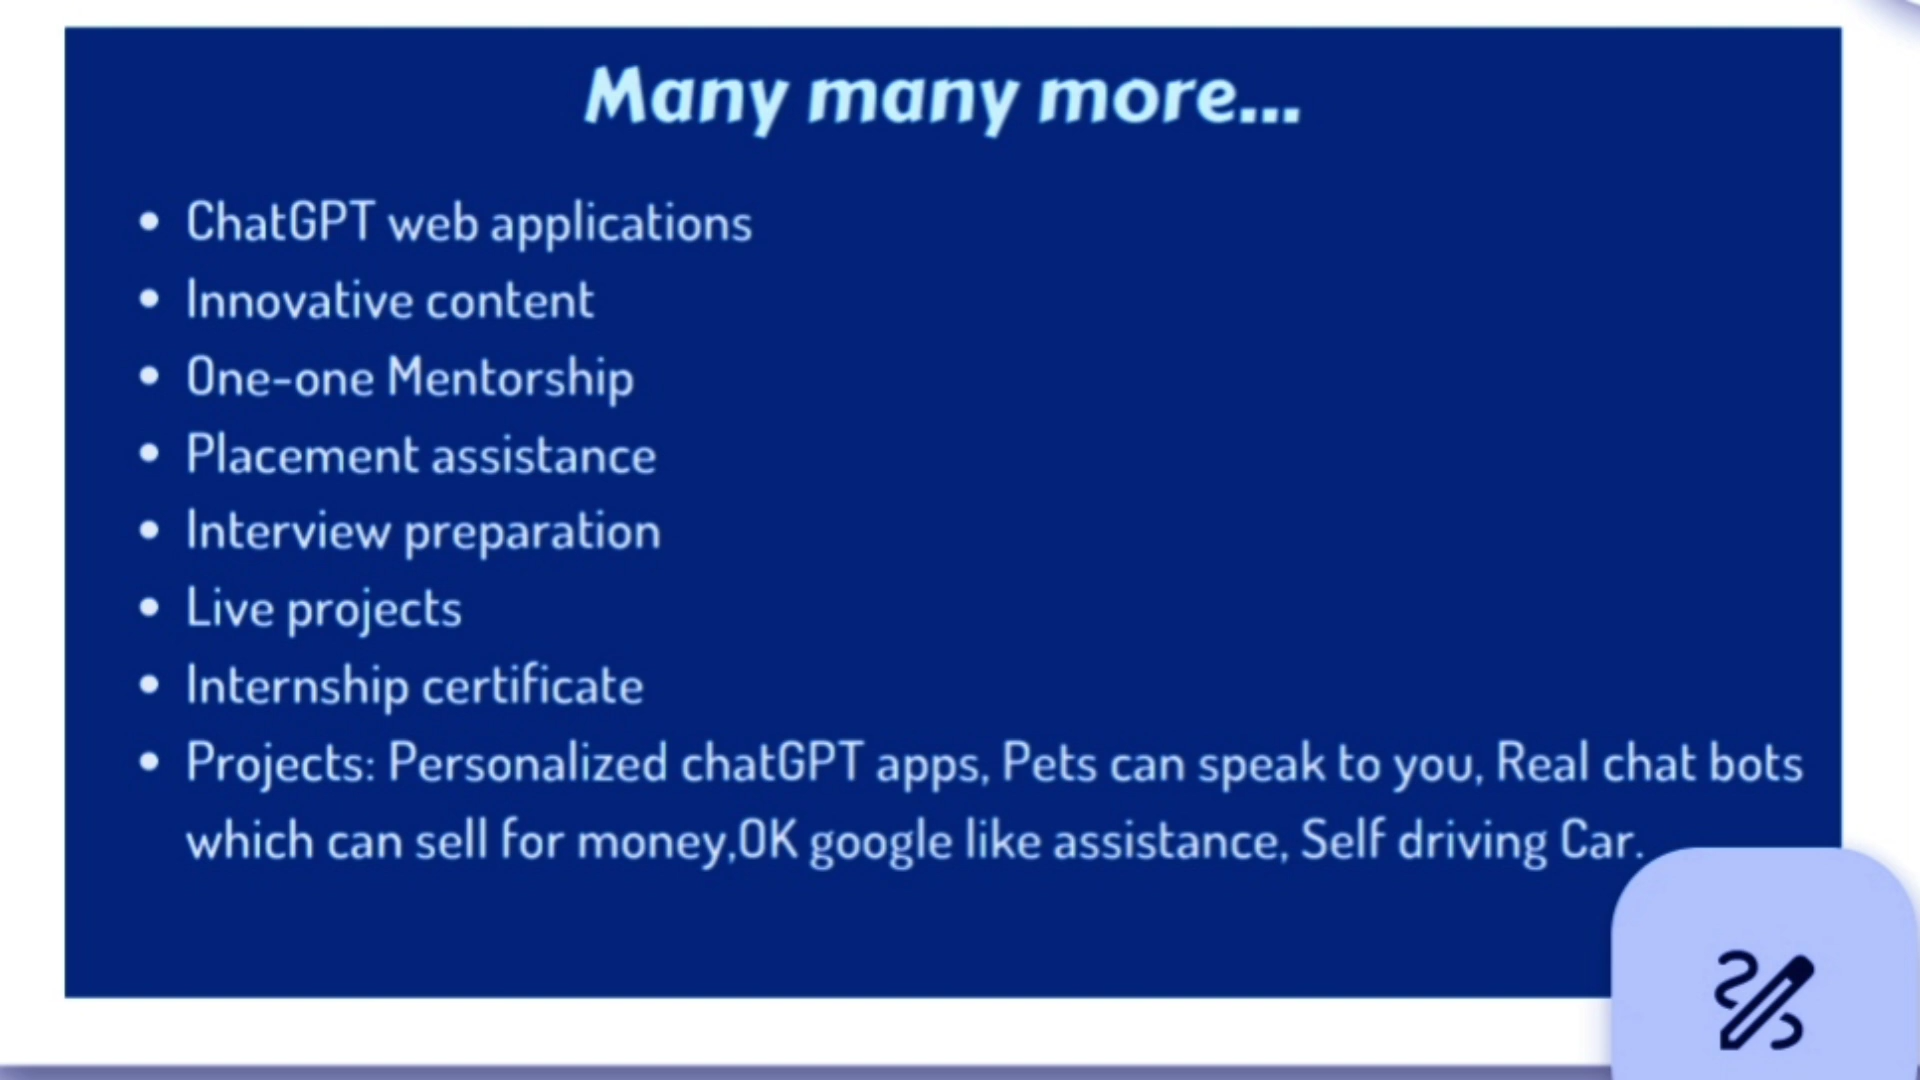 Many many more...
• ChatGPT web applications
• Innovative content
• One-one Mentorship
• Placement assistance
• Interview preparation
• Live projects
• Internship certificate
• Projects: Personalized chatGPT apps, Pets can speak to you, Real chat bots
which can sell for money,OK google like assistance, Self driving Car.